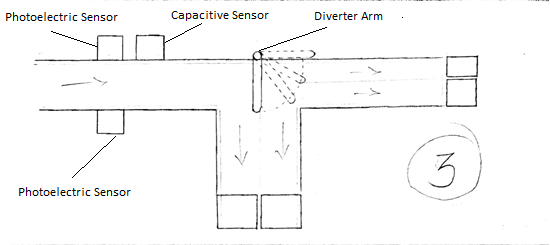 Photoelectric Sensor
Capacitive Sensor
Diverter Arm
Photoelectric Sensor
3